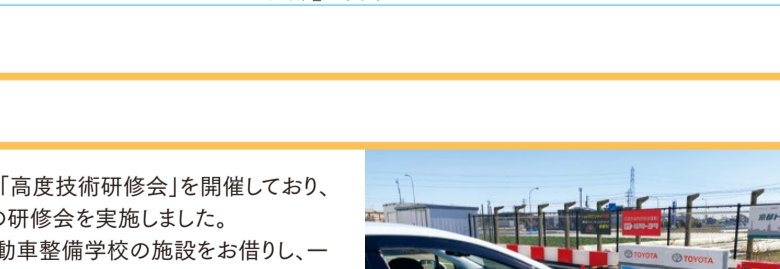 「高度技術研修会」を開催しており、
の研修会を実施しました。
動車整備学校の施設をお借りし、一
TOYOTA TOYOTA